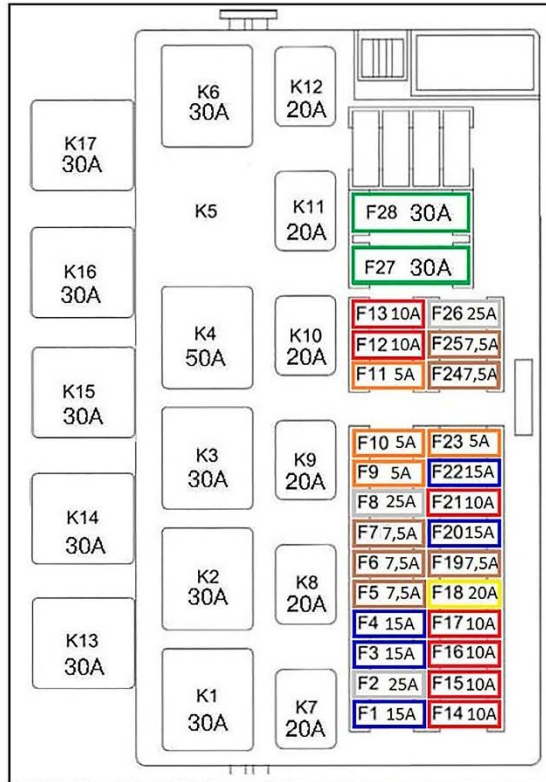 K6
30A
K12
20A
K17
30A
K5
K11
20A
F28 30A
F27 30A
K16
30A
K4
50A
K10
20A
F13 10A
F26 25A
F12 10A
F25 7,5A
F11 5A
F24 7,5A
K15
30A
K3
30A
K9
20A
F10 5A
F23 5A
F9 5A
F22 15A
F8 25A
F21 10A
F7 7,5A
F20 15A
F6 7,5A
F19 7,5A
F5 7,5A
F18 20A
F4 15A
F17 10A
F3 15A
F16 10A
F2 25A
F15 10A
F1 15A
F14 10A
K14
30A
K2
30A
K8
20A
K13
30A
K1
30A
K7
20A